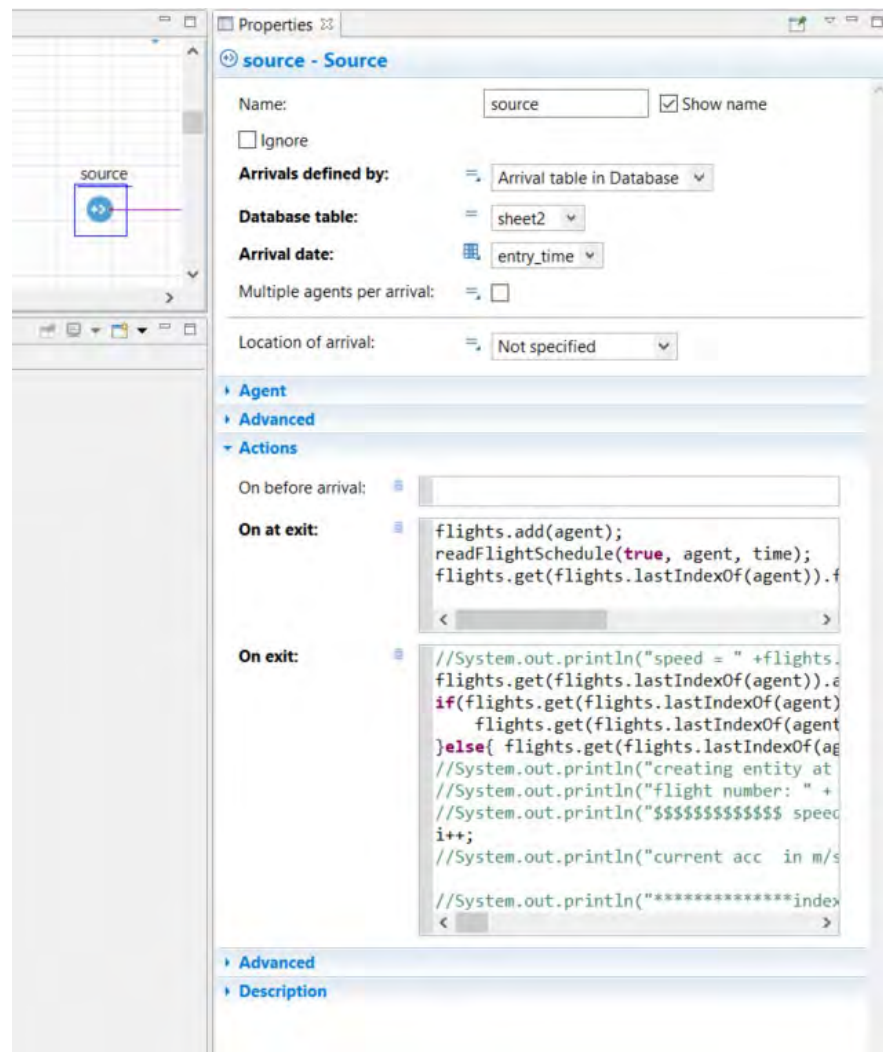 Properties
source - Source
Name: source Show name
Ignore
source
Arrivals defined by: Arrival table in Database
Database table: sheet2
Arrival date: entry_time
Multiple agents per arrival:
Location of arrival: Not specified
Agent
Advanced
Actions
On before arrival:
On at exit:
flights.add(agent);
readFlightSchedule(true, agent, time);
flights.get(flights.lastIndexOf(agent)).f
On exit:
//System.out.println("speed = " +flights.
flights.get(flights.lastIndexOf(agent)).a
if(flights.get(flights.lastIndexOf(agent)
flights.get(flights.lastIndexOf(agent
}else{ flights.get(flights.lastIndexOf(ag
//System.out.println("creating entity at
//System.out.println("flight number: " +
//System.out.println("$$$$$$$$$$$$$ speed
i++;
//System.out.println("current acc  in m/s
//System.out.println("**************index
Advanced
Description